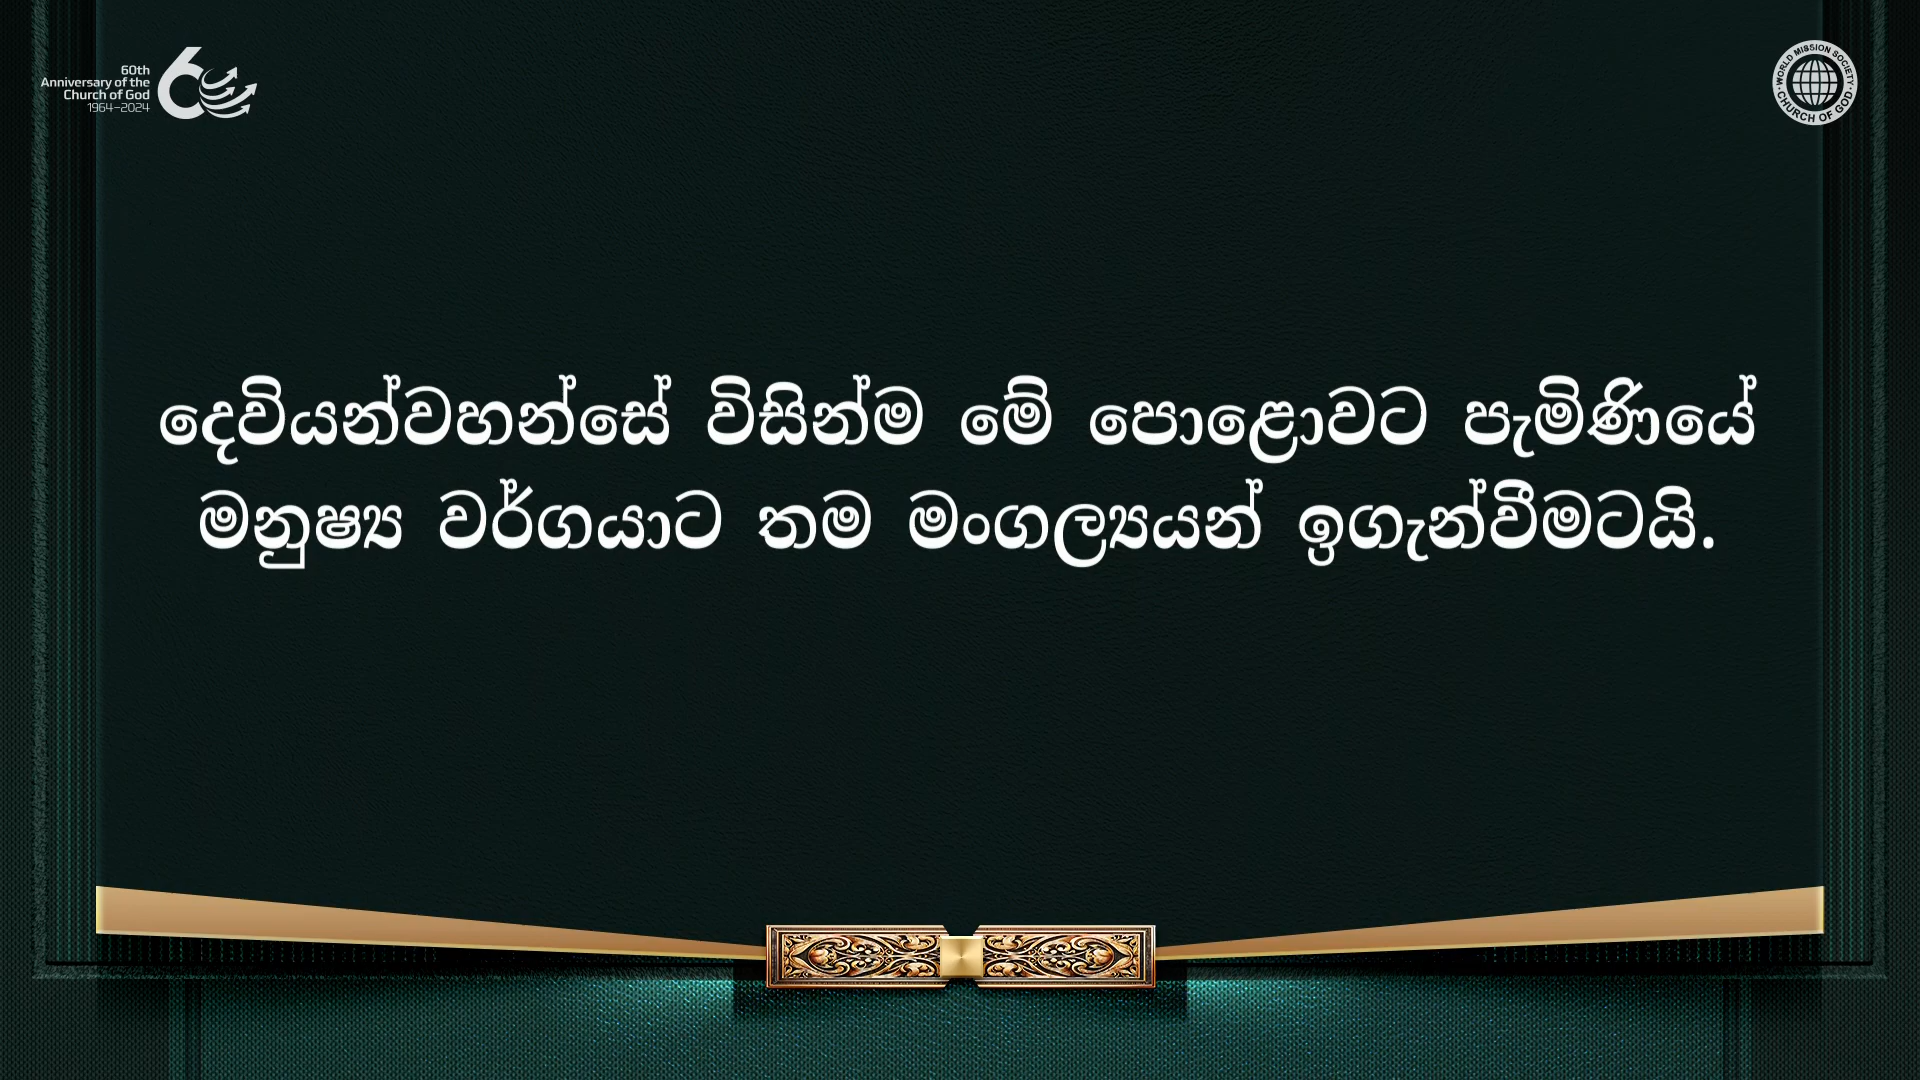 60th
Anniversary of the
Church of God
1964–2024
60
WORLD MISSION SOCIETY
CHURCH OF GOD
දෙවියන්වහන්සේ විසින්ම මේ පොළොවට පැමිණියේ
මනුෂ්‍ය වර්ගයාට තම මංගල්‍යයන් ඉගැන්වීමටයි.